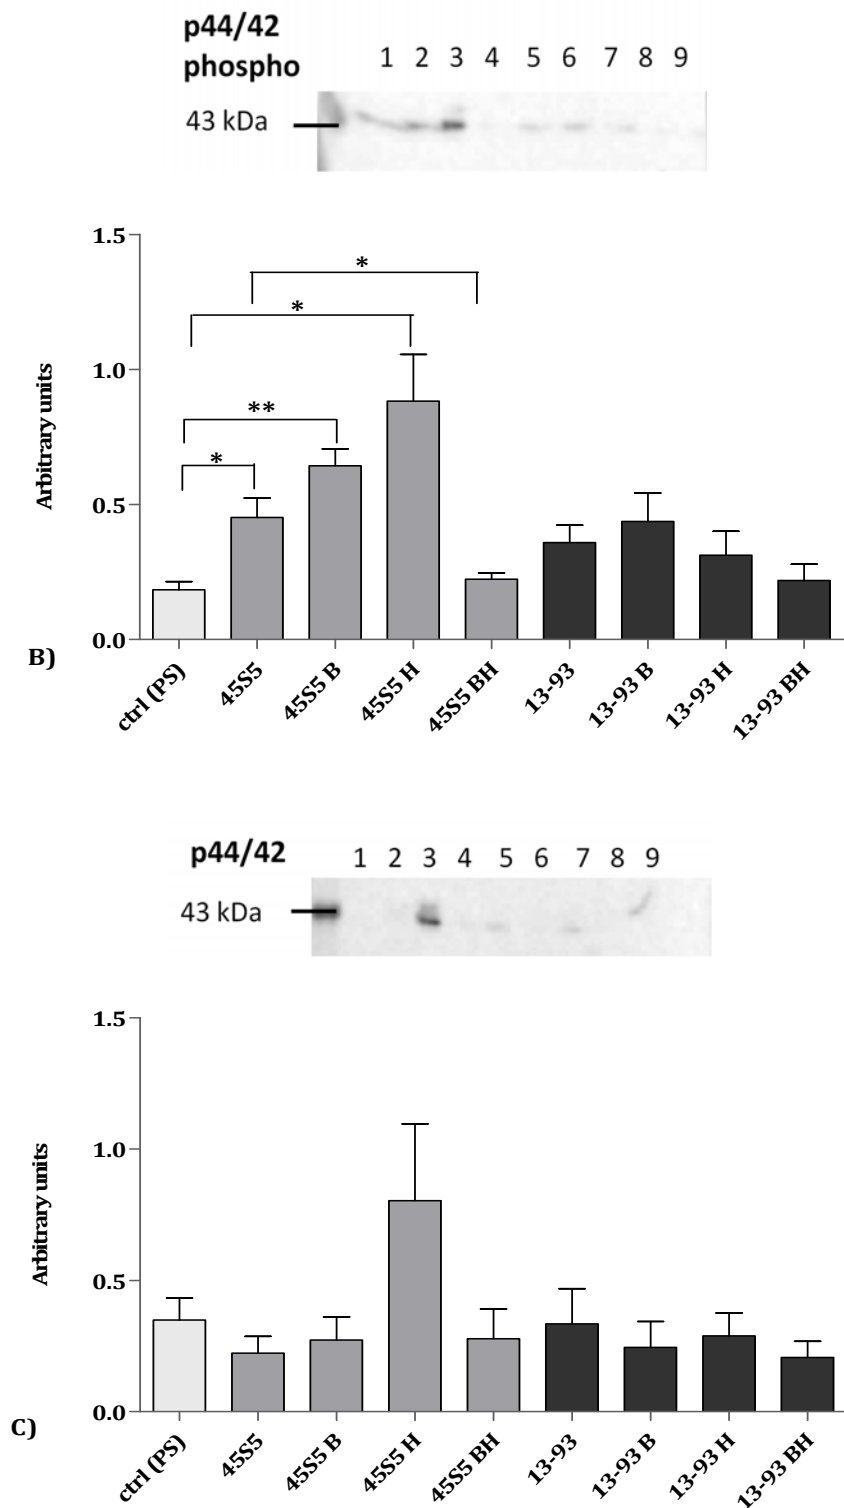 p44/42
phospho
1 2 3 4 5 6 7 8 9
43 kDa
1.5
1.0
0.5
0.0
Arbitrary units
*
*
**
*
B)
ctrl (PS)
45S5
45S5 B
45S5 H
45S5 BH
13-93
13-93 B
13-93 H
13-93 BH
p44/42 1 2 3 4 5 6 7 8 9
43 kDa
1.5
1.0
0.5
0.0
Arbitrary units
C)
ctrl (PS)
45S5
45S5 B
45S5 H
45S5 BH
13-93
13-93 B
13-93 H
13-93 BH